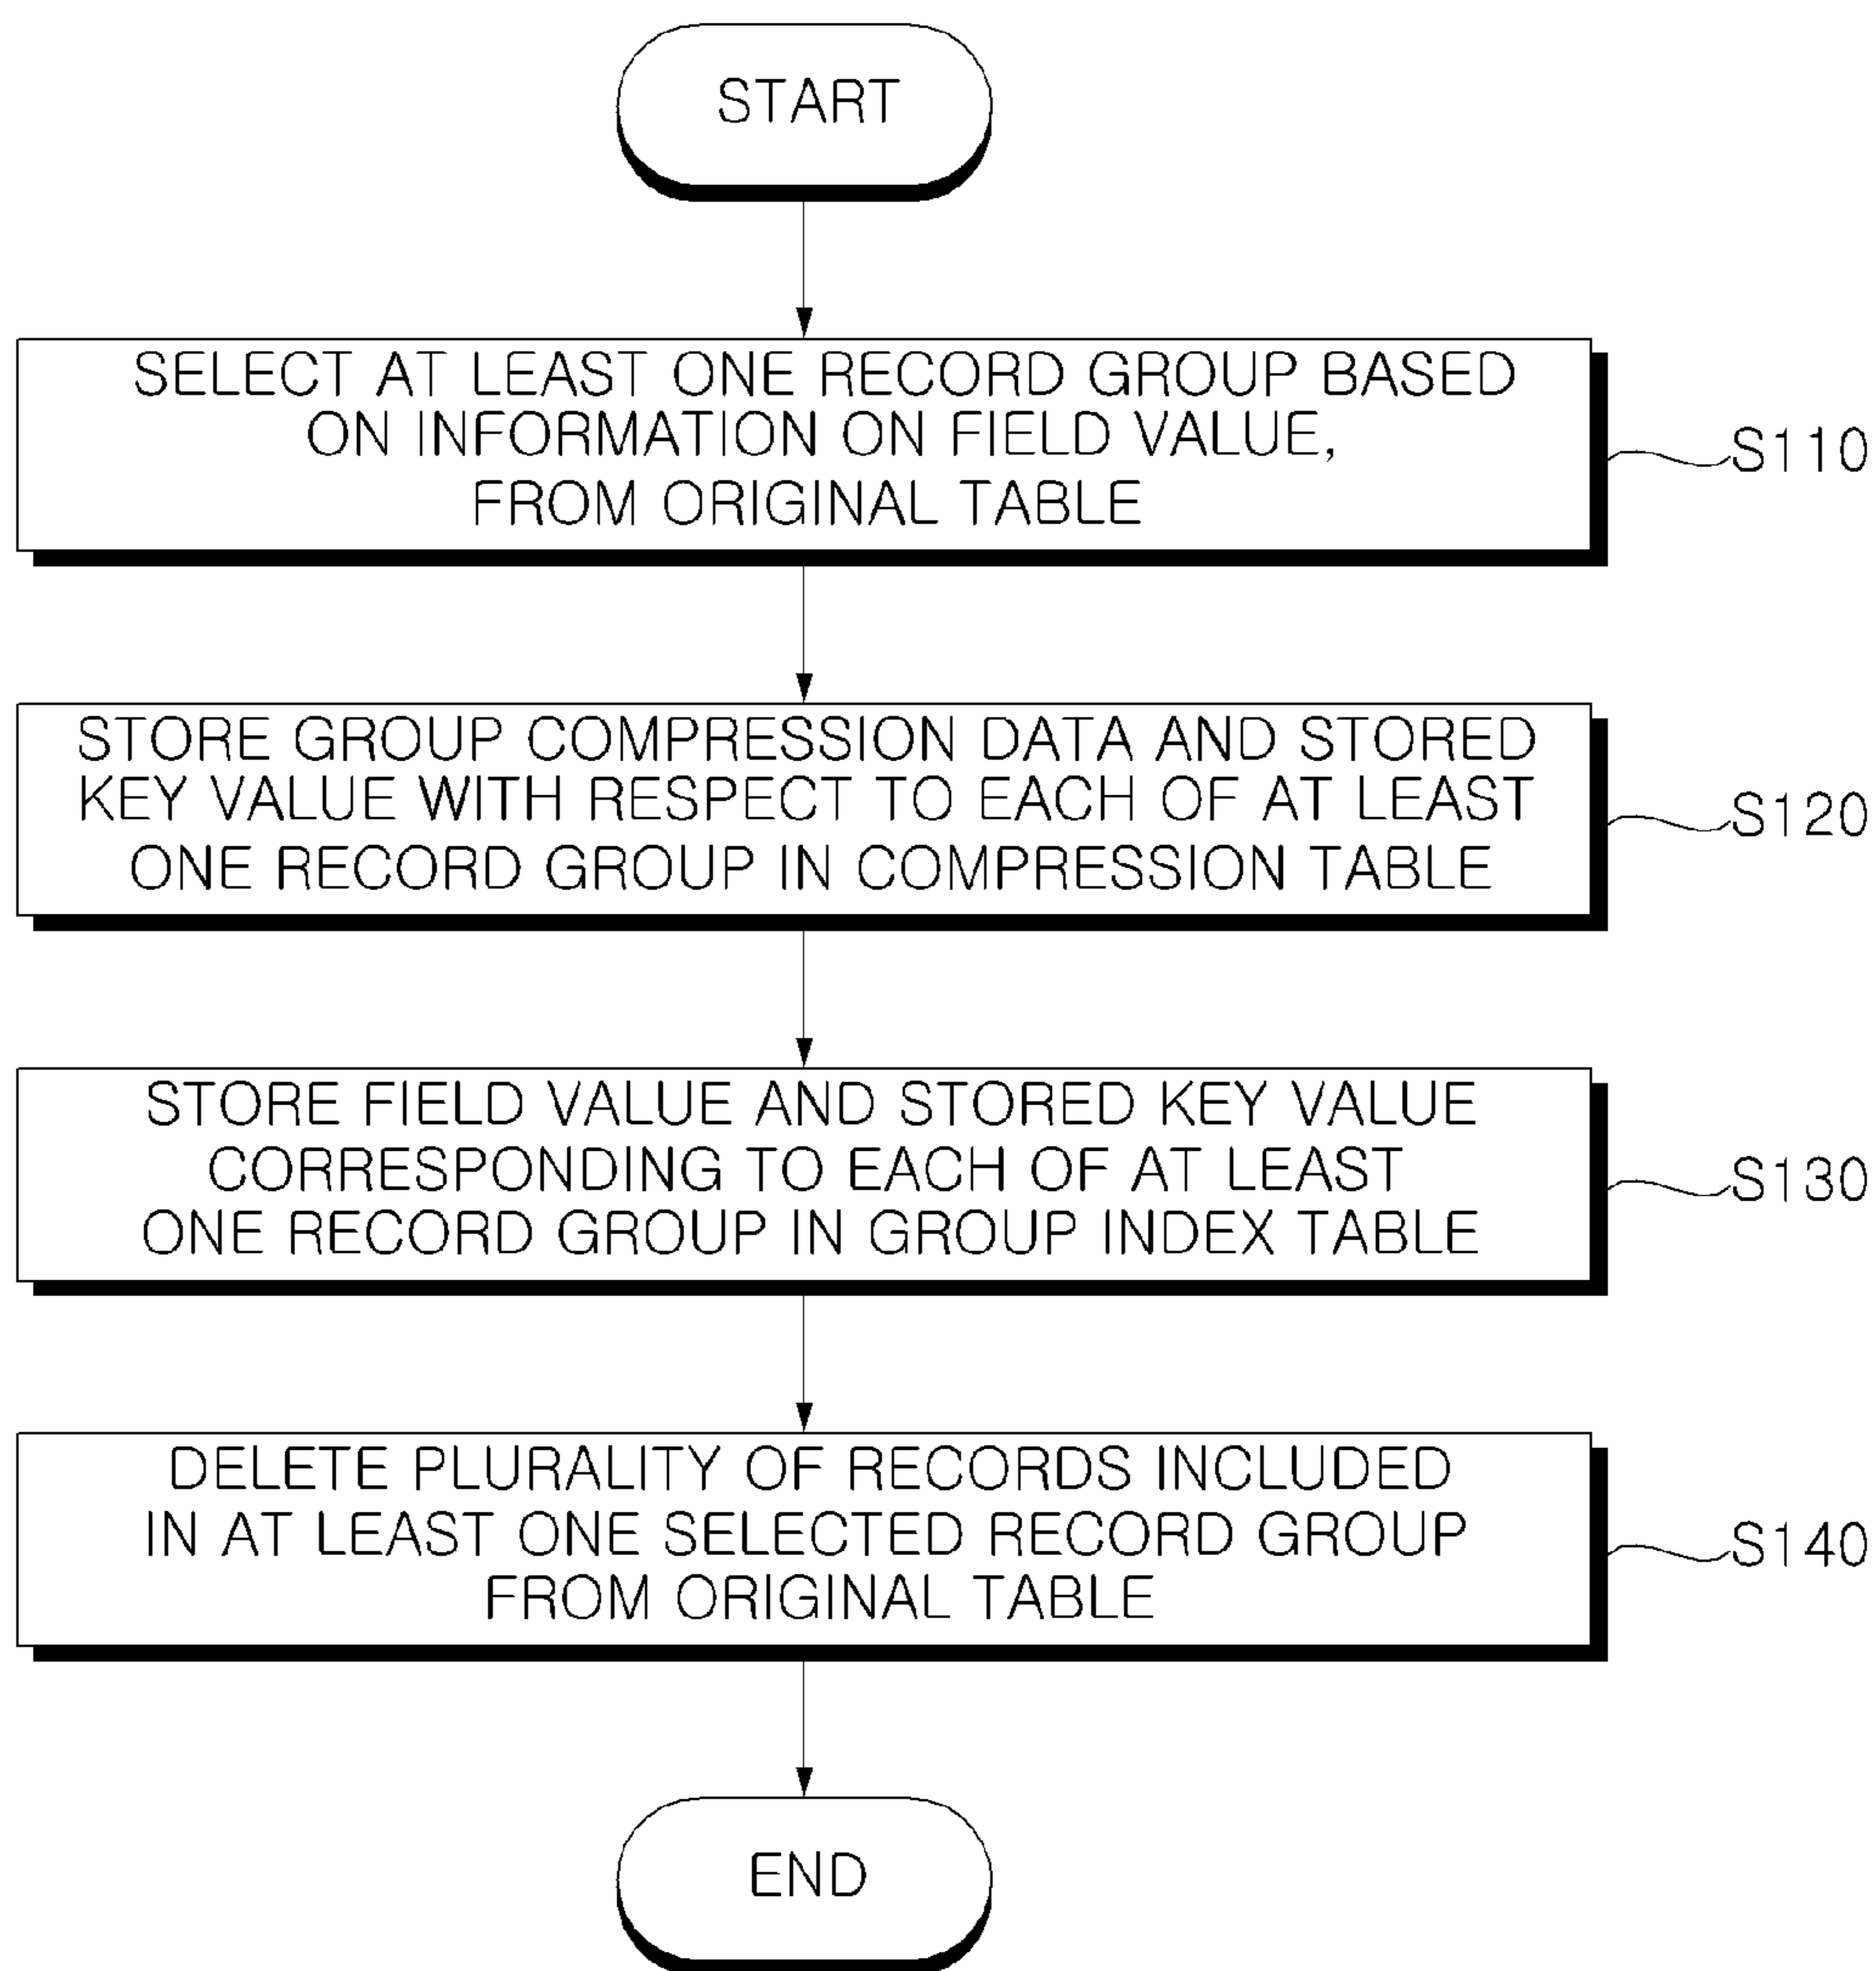 START
SELECT AT LEAST ONE RECORD GROUP BASED
ON INFORMATION ON FIELD VALUE,
FROM ORIGINAL TABLE
S110
STORE GROUP COMPRESSION DATA AND STORED
KEY VALUE WITH RESPECT TO EACH OF AT LEAST
ONE RECORD GROUP IN COMPRESSION TABLE
S120
STORE FIELD VALUE AND STORED KEY VALUE
CORRESPONDING TO EACH OF AT LEAST
ONE RECORD GROUP IN GROUP INDEX TABLE
S130
DELETE PLURALITY OF RECORDS INCLUDED
IN AT LEAST ONE SELECTED RECORD GROUP
FROM ORIGINAL TABLE
S140
END